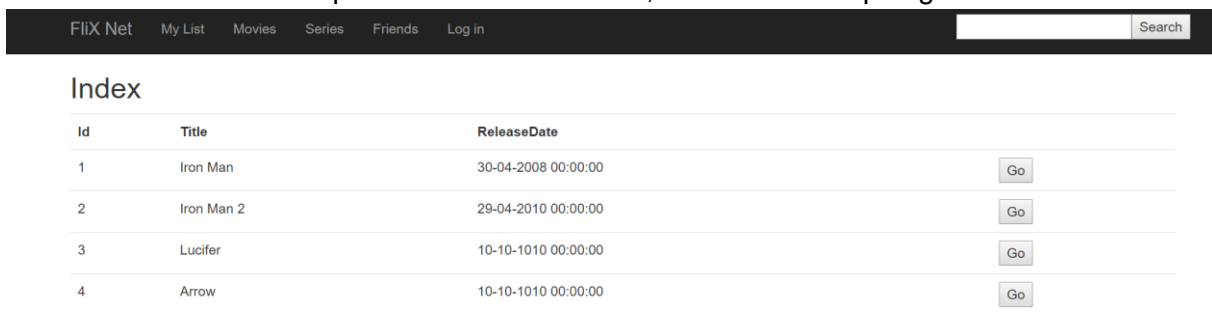 FliX Net My List Movies Series Friends Log in Search
Index
Id Title ReleaseDate
1 Iron Man 30-04-2008 00:00:00 Go
2 Iron Man 2 29-04-2010 00:00:00 Go
3 Lucifer 10-10-1010 00:00:00 Go
4 Arrow 10-10-1010 00:00:00 Go